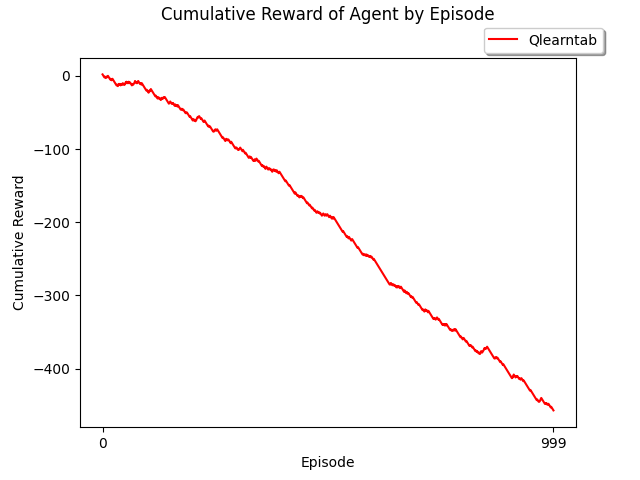 Cumulative Reward of Agent by Episode
Qlearntab
0
−100
−200
−300
−400
Cumulative Reward
0
999
Episode